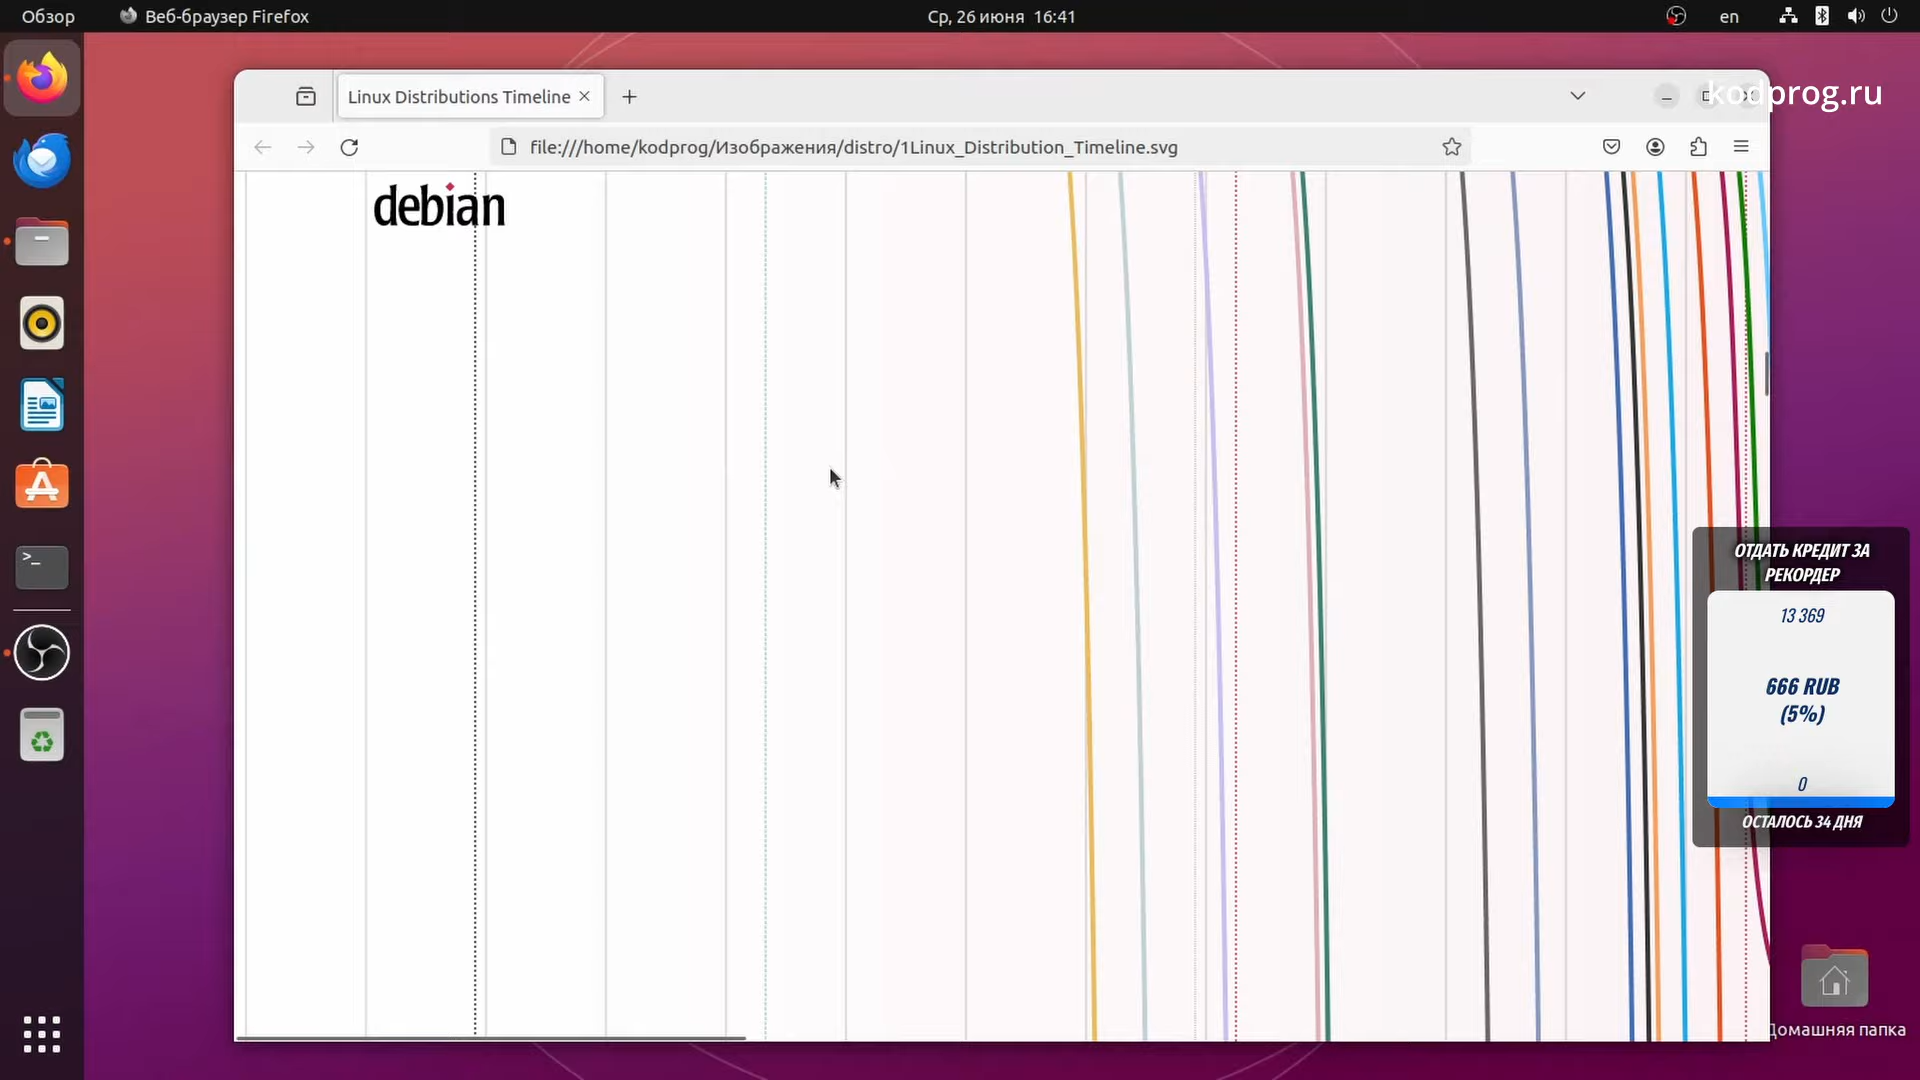 Обзор
Веб-браузер Firefox
Ср, 26 июня 16:41
en
Linux Distributions Timeline
kodprog.ru
file:///home/kodprog/Изображения/distro/1Linux_Distribution_Timeline.svg
debian
ОТДАТЬ КРЕДИТ ЗА
РЕКОРДЕР
13 369
666 RUB
(5%)
0
ОСТАЛОСЬ 34 ДНЯ
Домашняя папка